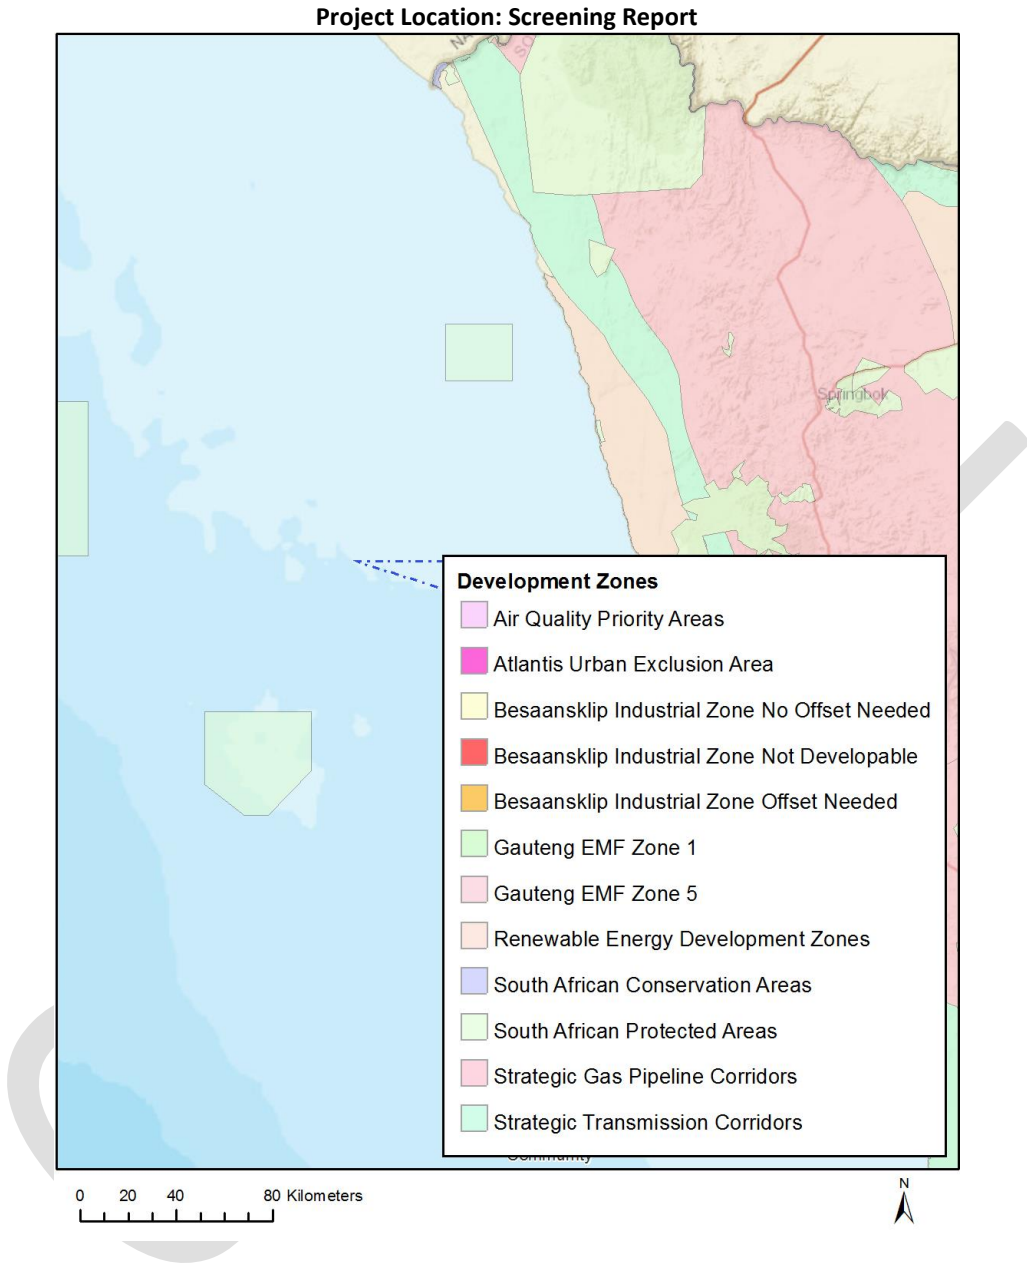 Project Location: Screening Report
NA
SO
Springbok
Development Zones
Air Quality Priority Areas
Atlantis Urban Exclusion Area
Besaansklip Industrial Zone No Offset Needed
Besaansklip Industrial Zone Not Developable
Besaansklip Industrial Zone Offset Needed
Gauteng EMF Zone 1
Gauteng EMF Zone 5
Renewable Energy Development Zones
South African Conservation Areas
South African Protected Areas
Strategic Gas Pipeline Corridors
Strategic Transmission Corridors
Community
0 20 40 80 Kilometers
N